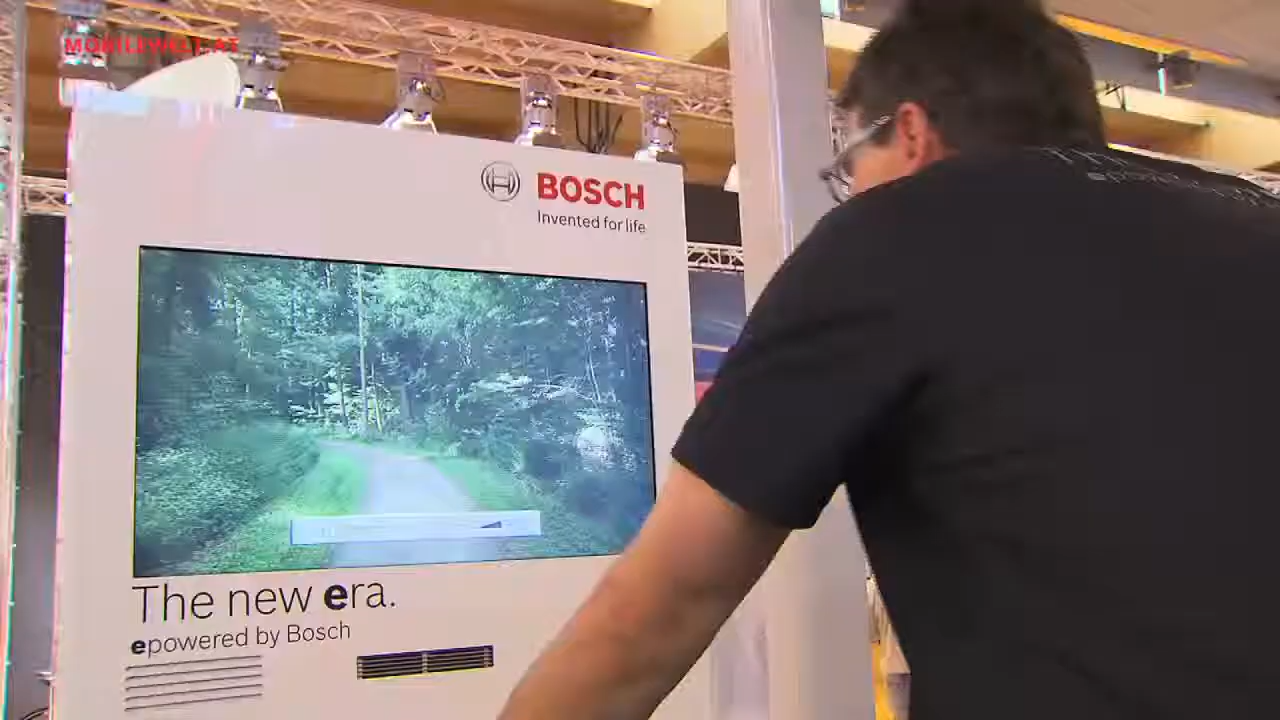 MOBILEWELT.AT
BOSCH
Invented for life
The new era.
epowered by Bosch